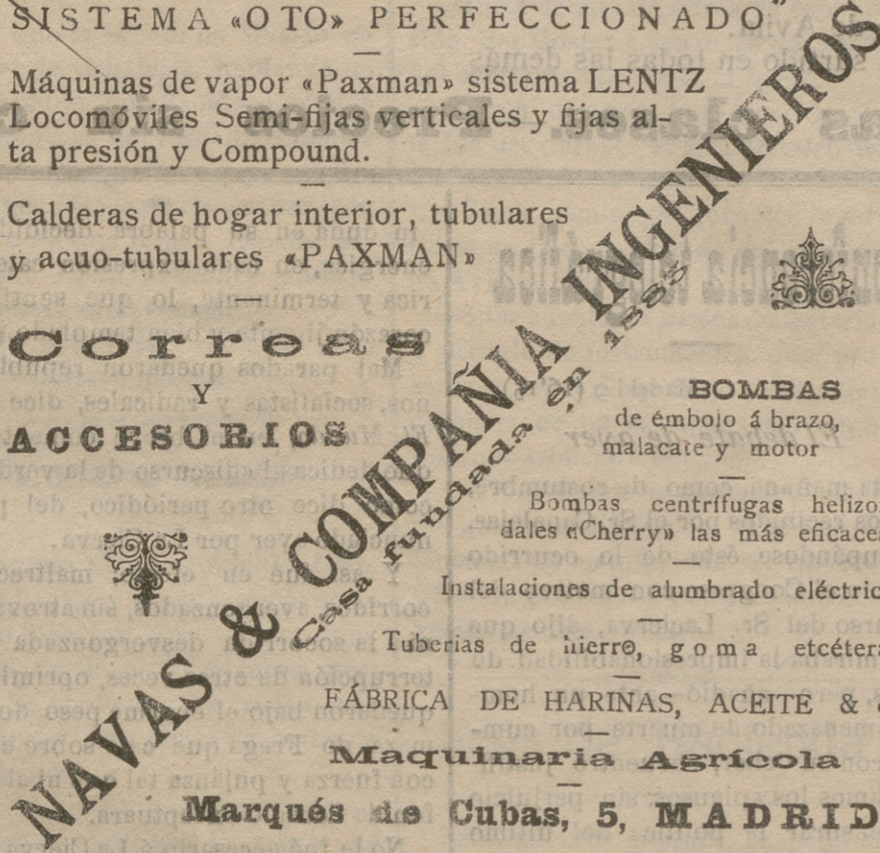 SISTEMA «OTO» PERFECCIONADO
Máquinas de vapor «Paxman» sistema LENTZ
Locomóviles Semi-fijas verticales y fijas al-
ta presión y Compound.
Calderas de hogar interior, tubulares
y acuo-tubulares «PAXMAN»
Correas
Y
ACCESORIOS
NAVAS & COMPAÑIA INGENIEROS
Casa fundada en 1885
BOMBAS
de émbolo á brazo,
malacate y motor
Bombas centrífugas helizo
dales «Cherry» las más eficaces
Instalaciones de alumbrado eléctric
Tuberias de hierro, goma etcétera
FÁBRICA DE HARINAS, ACEITE &
Maquinaria Agrícola
Marqués de Cubas, 5, MADRID